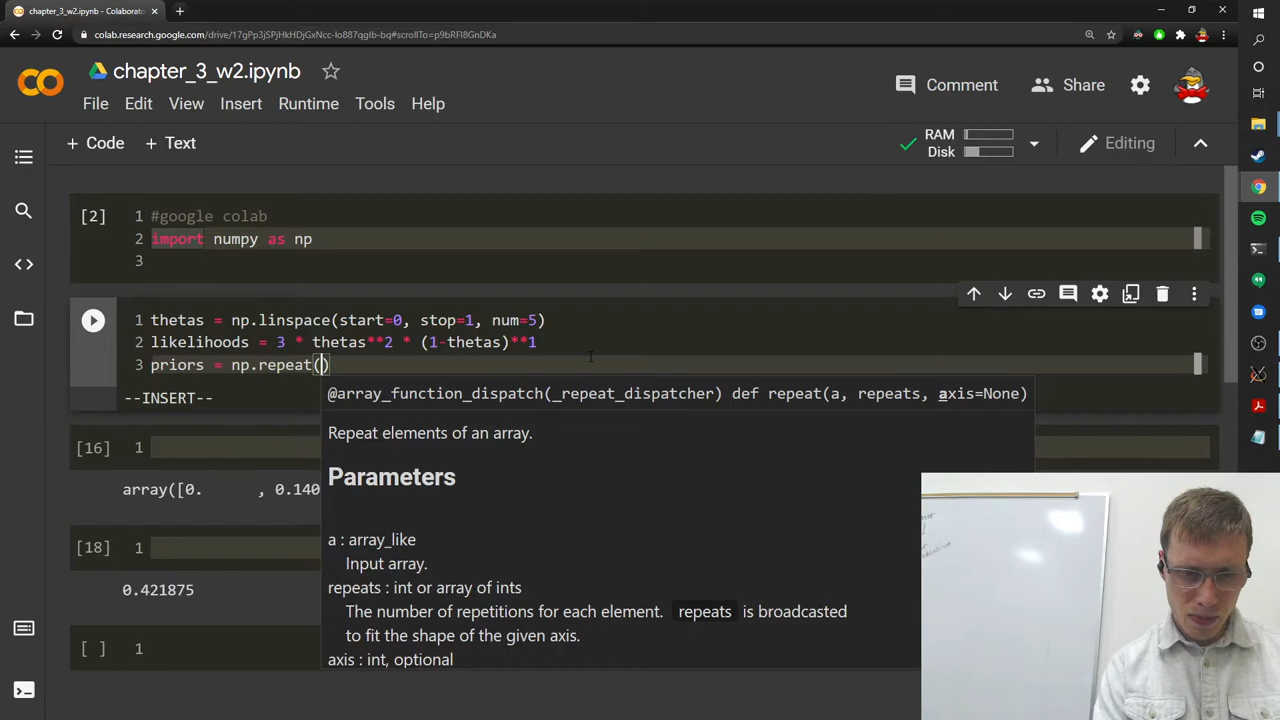 chapter_3_w2.ipynb - Colaborato
colab.research.google.com/drive/17gPp3jSPjHkHDjGxNcc-lo887qgIb-bq#scrollTo=p9bRFI8GnDKa
chapter_3_w2.ipynb
Comment
Share
File Edit View Insert Runtime Tools Help
+ Code + Text
RAM
Disk
Editing
[2]
1 #google colab
2 import numpy as np
3
1 thetas = np.linspace(start=0, stop=1, num=5)
2 likelihoods = 3 * thetas**2 * (1-thetas)**1
3 priors = np.repeat()
--INSERT--
@array_function_dispatch(_repeat_dispatcher) def repeat(a, repeats, axis=None)
Repeat elements of an array.
Parameters
a : array_like
Input array.
repeats : int or array of ints
The number of repetitions for each element. repeats is broadcasted
to fit the shape of the given axis.
axis : int, optional
[16] 1
array([0. , 0.140
[18] 1
0.421875
[ ] 1